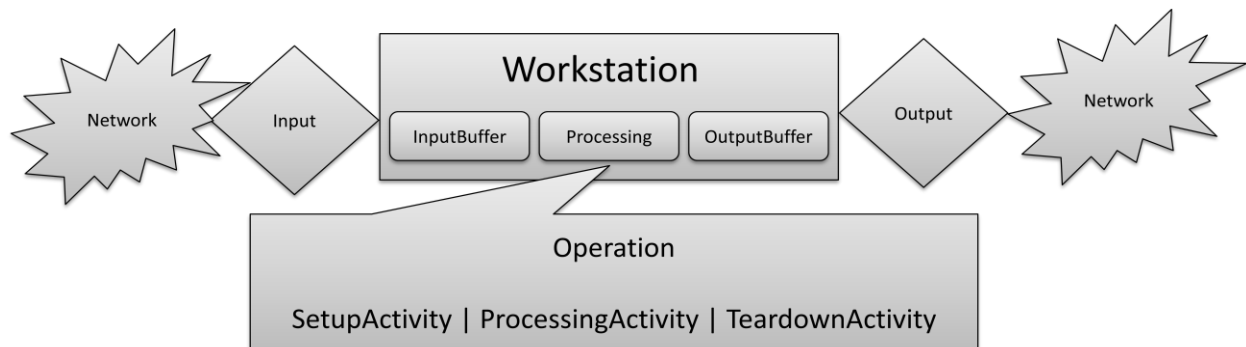 Workstation
Network
Input
InputBuffer
Processing
OutputBuffer
Output
Network
Operation
SetupActivity | ProcessingActivity | TeardownActivity